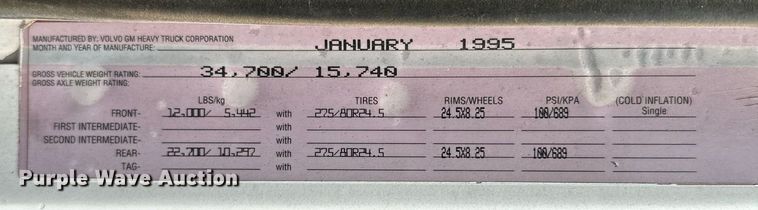 MANUFACTURED BY: VOLVO GM HEAVY TRUCK CORPORATION
MONTH AND YEAR OF MANUFACTURE: JANUARY 1995
GROSS VEHICLE WEIGHT RATING: 34,700/ 15,740
GROSS AXLE WEIGHT RATING:
LBS/kg TIRES RIMS/WHEELS PSI/KPA (COLD INFLATION)
FRONT- 12,000/ 5,442 with 275/80R24.5 24.5X8.25 100/689 Single
FIRST INTERMEDIATE- with
SECOND INTERMEDIATE- with
REAR- 22,700/ 10,297 with 275/80R24.5 24.5X8.25 100/689
TAG- with
Purple Wave Auction